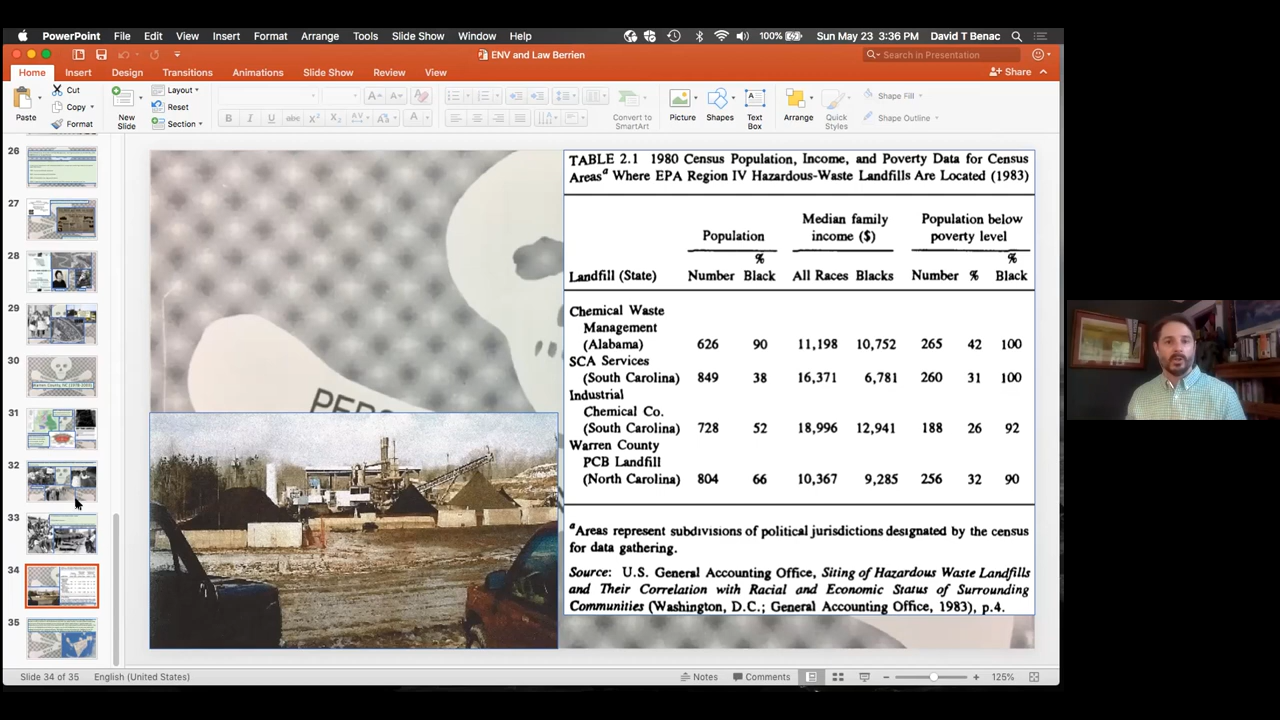 PowerPoint File Edit View Insert Format Arrange Tools Slide Show Window Help 100% Sun May 23 3:36 PM David T Benac
ENV and Law Berrien
Search in Presentation
Home Insert Design Transitions Animations Slide Show Review View
Share
Paste
Cut
Copy
Format
New Slide
Layout
Reset
Section
B I U abc X² X₂ AV Aa A
Convert to SmartArt
Picture
Shapes
Text Box
Arrange
Quick Styles
Shape Fill
Shape Outline
26
27
28
29
30
31
32
33
34
35
PERS
TABLE 2.1 1980 Census Population, Income, and Poverty Data for Census
Areasᵃ Where EPA Region IV Hazardous-Waste Landfills Are Located (1983)
Median family Population below
Population income ($) poverty level
% %
Landfill (State) Number Black All Races Blacks Number % Black
Chemical Waste
Management
(Alabama) 626 90 11,198 10,752 265 42 100
SCA Services
(South Carolina) 849 38 16,371 6,781 260 31 100
Industrial
Chemical Co.
(South Carolina) 728 52 18,996 12,941 188 26 92
Warren County
PCB Landfill
(North Carolina) 804 66 10,367 9,285 256 32 90
ᵃAreas represent subdivisions of political jurisdictions designated by the census
for data gathering.
Source: U.S. General Accounting Office, Siting of Hazardous Waste Landfills
and Their Correlation with Racial and Economic Status of Surrounding
Communities (Washington, D.C.; General Accounting Office, 1983), p.4.
Slide 34 of 35 English (United States) Notes Comments 125%